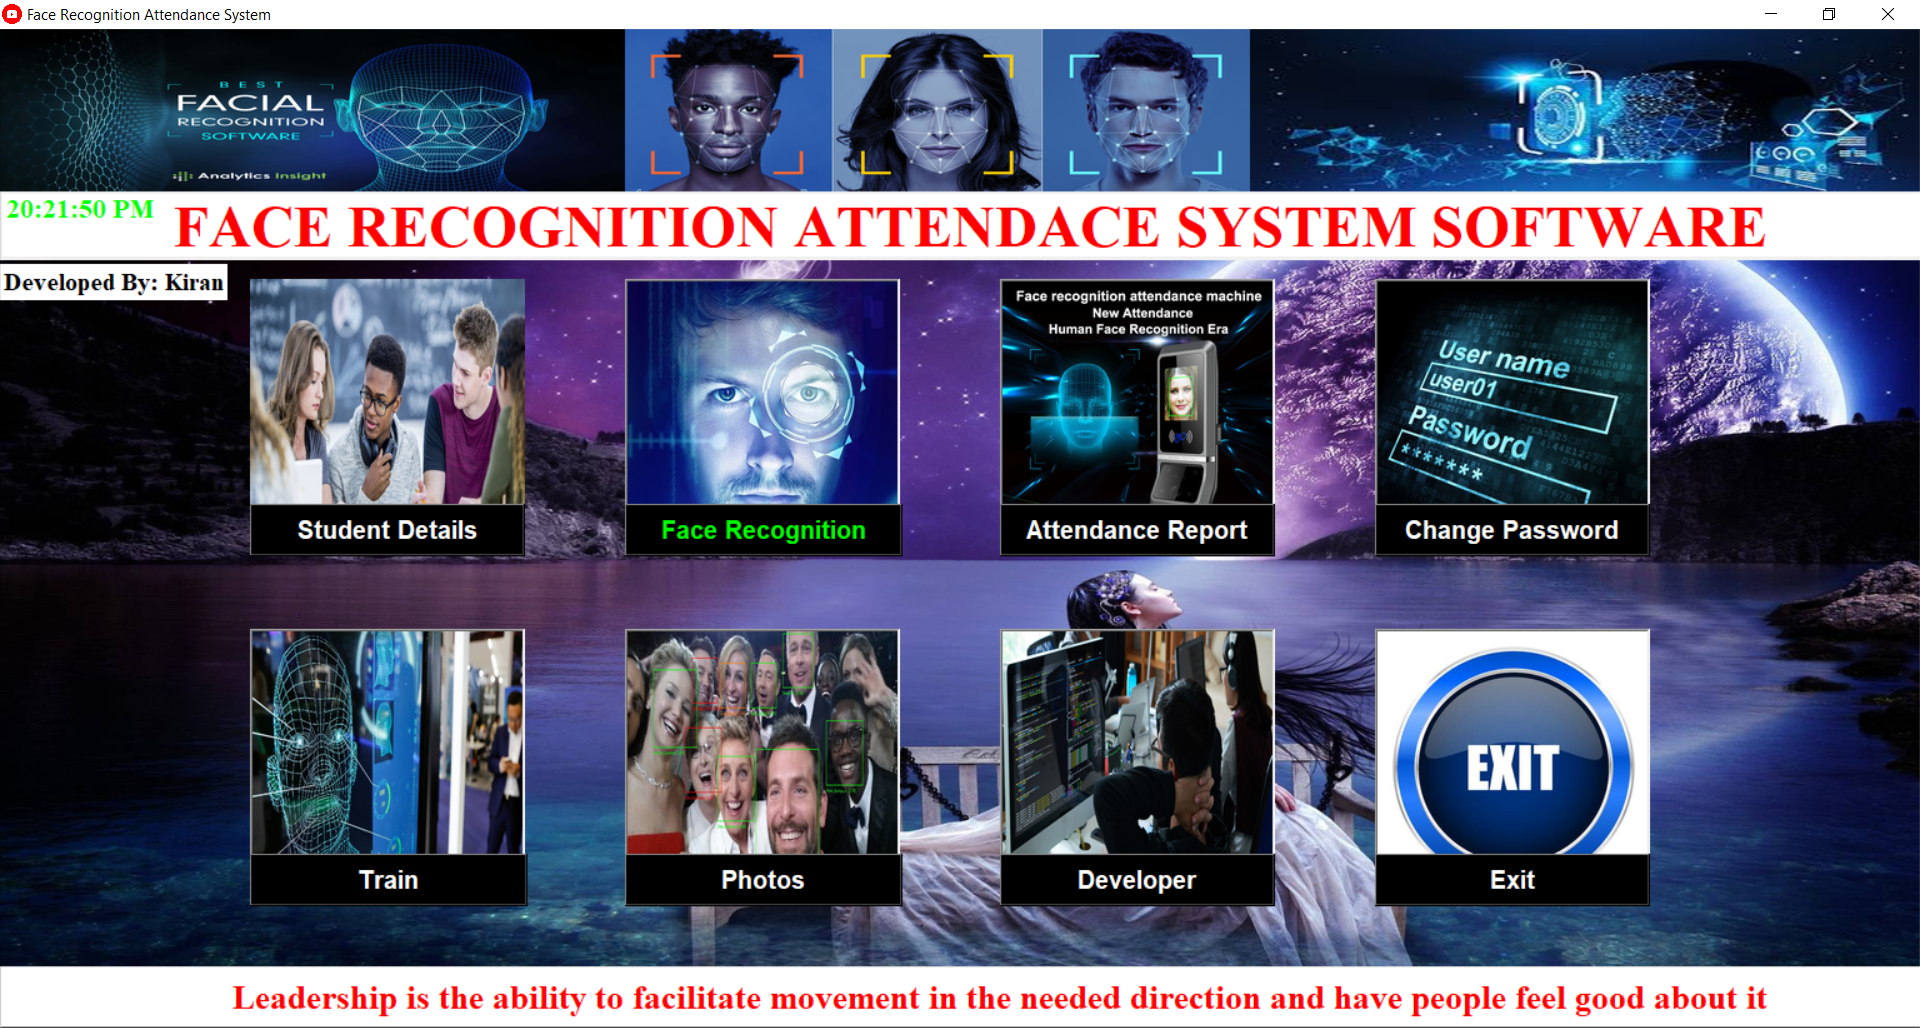 Face Recognition Attendance System
BEST
FACIAL
RECOGNITION
SOFTWARE
Analytics Insight
20:21:50 PM
FACE RECOGNITION ATTENDACE SYSTEM SOFTWARE
Developed By: Kiran
Face recognition attendance machine
New Attendance
Human Face Recognition Era
User name
user01
Password
*******
Student Details
Face Recognition
Attendance Report
Change Password
EXIT
Train
Photos
Developer
Exit
Leadership is the ability to facilitate movement in the needed direction and have people feel good about it